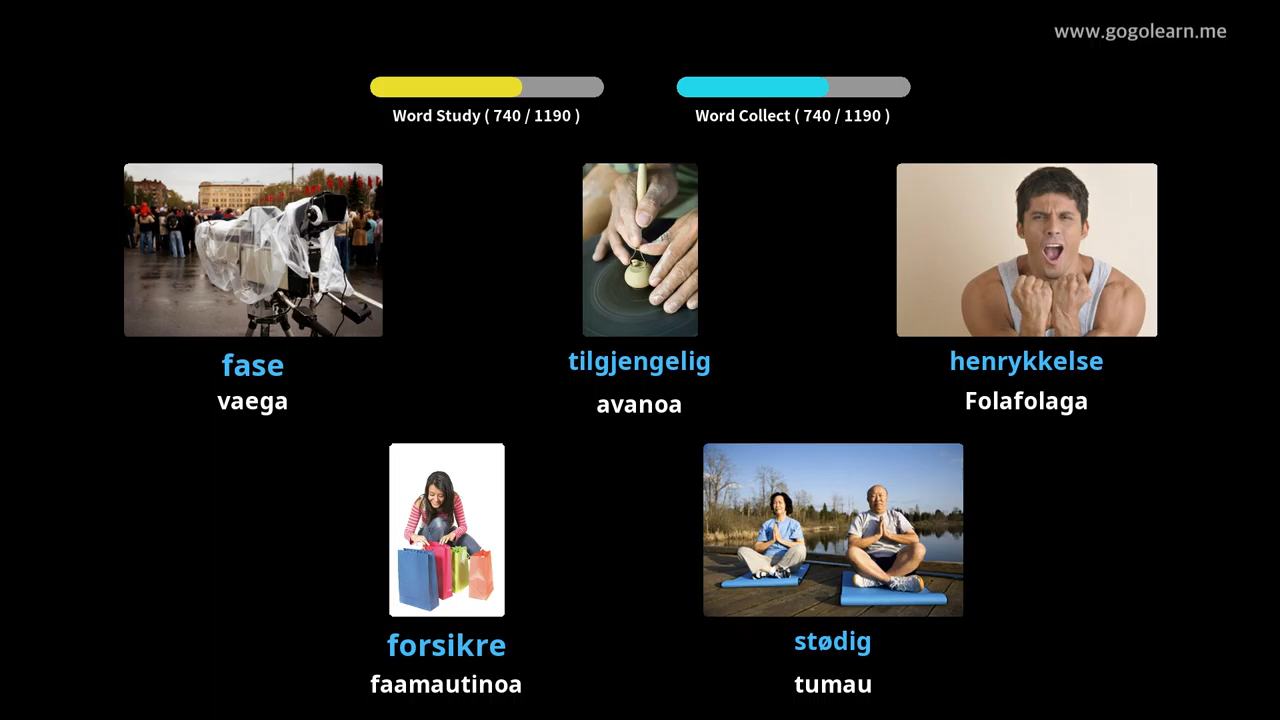 www.gogolearn.me
Word Study ( 740 / 1190 )
Word Collect ( 740 / 1190 )
fase
vaega
tilgjengelig
avanoa
henrykkelse
Folafolaga
forsikre
faamautinoa
stødig
tumau